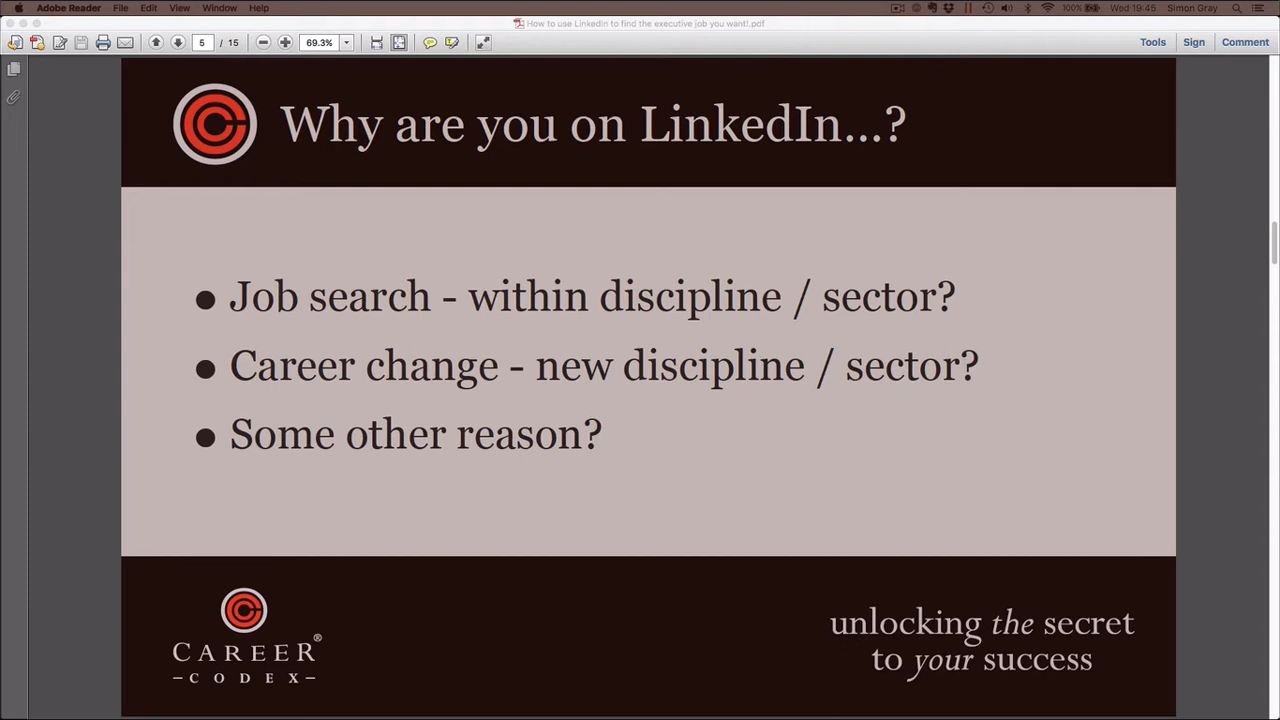 Adobe Reader File Edit View Window Help 100% Wed 19:45 Simon Gray
How to use LinkedIn to find the executive job you want!.pdf
5 / 15 69.3% Tools Sign Comment
Why are you on LinkedIn...?
● Job search - within discipline / sector?
● Career change - new discipline / sector?
● Some other reason?
CAREER®
– CODEX –
unlocking the secret
to your success